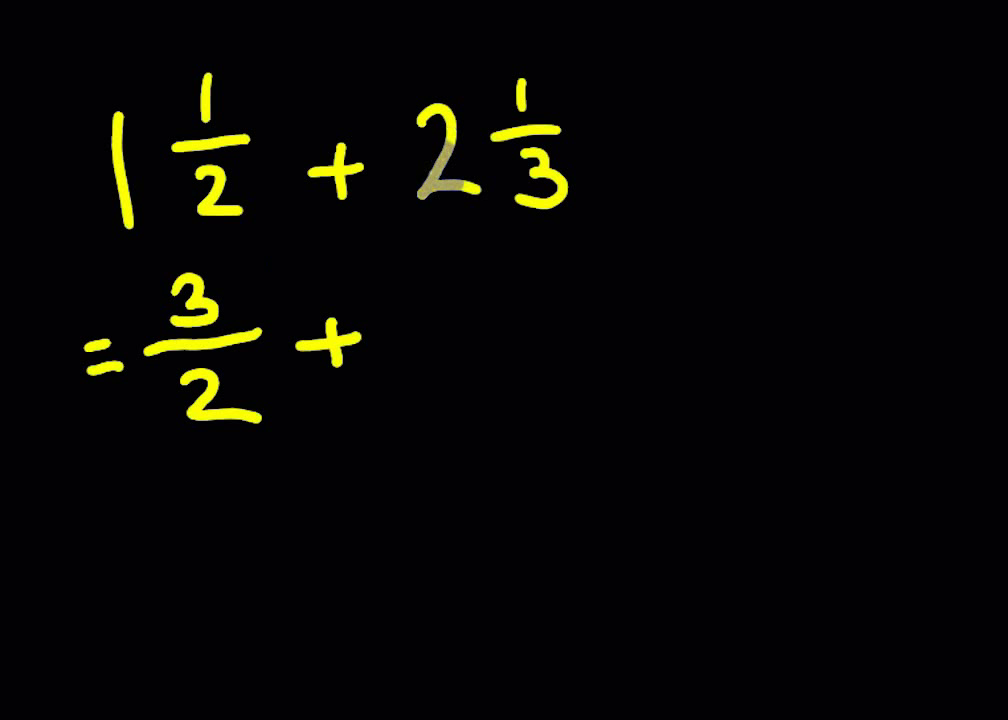 1 1/2 + 2 1/3
= 3/2 +